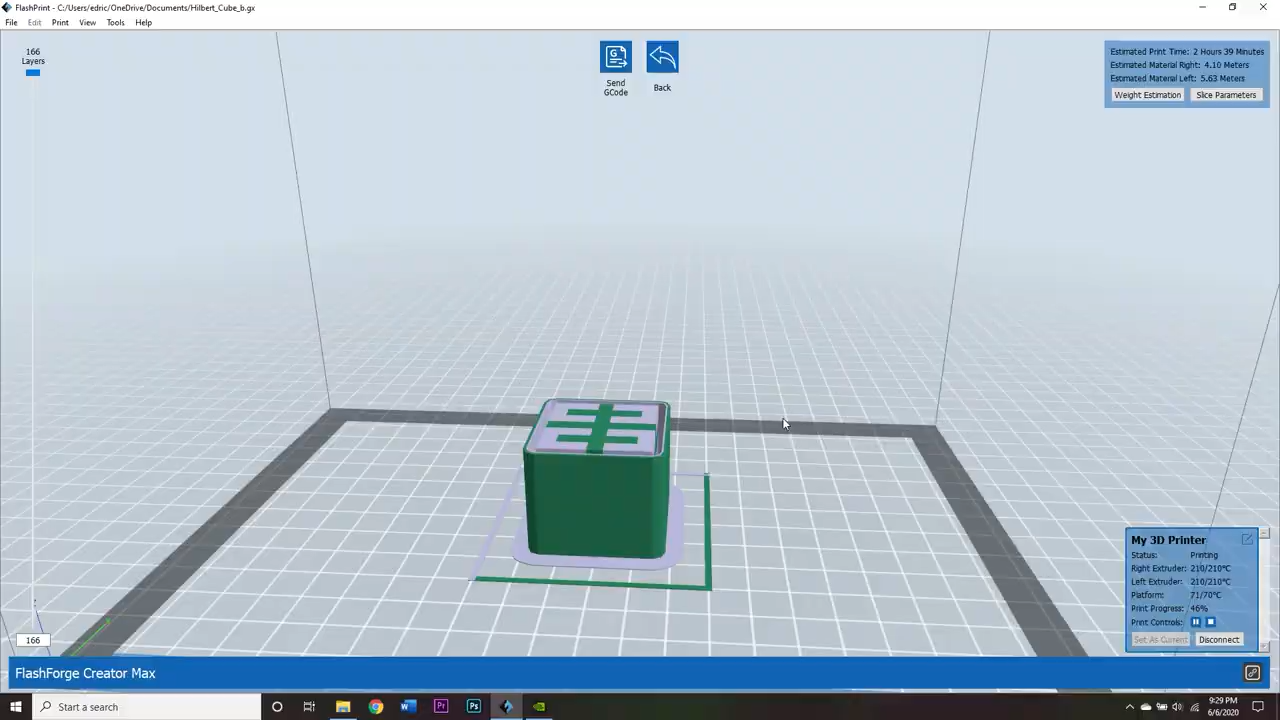 FlashPrint - C:/Users/edric/OneDrive/Documents/Hilbert_Cube_b.gx
File Edit Print View Tools Help
166
Layers
Send
GCode
Back
Estimated Print Time: 2 Hours 39 Minutes
Estimated Material Right: 4.10 Meters
Estimated Material Left: 5.63 Meters
Weight Estimation Slice Parameters
My 3D Printer
Status: Printing
Right Extruder: 210/210℃
Left Extruder: 210/210℃
Platform: 71/70℃
Print Progress: 46%
Print Controls:
Set As Current Disconnect
166
FlashForge Creator Max
Start a search
9:29 PM
6/6/2020